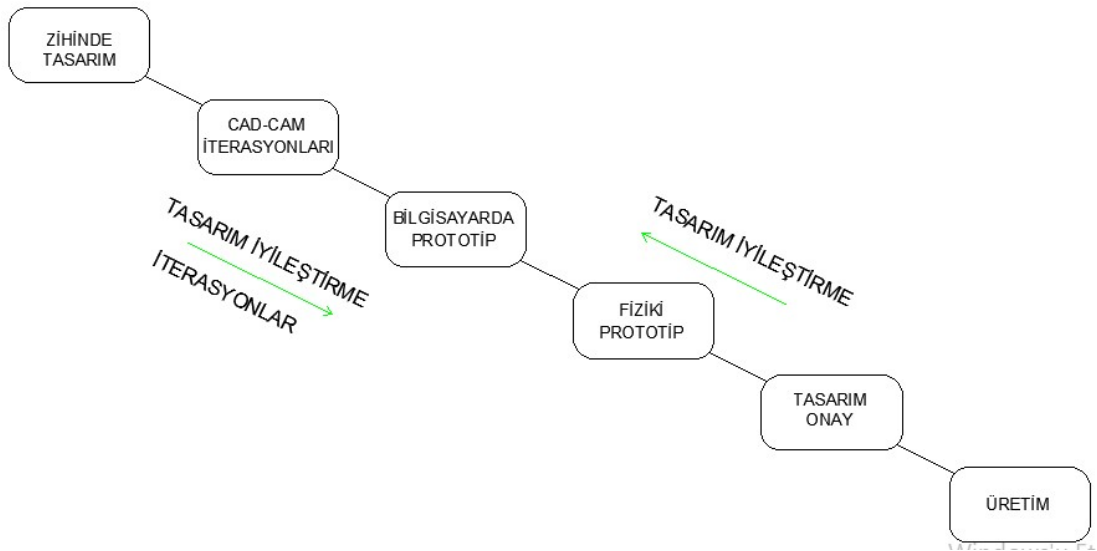 ZİHİNDE
TASARIM
CAD-CAM
İTERASYONLARI
BİLGİSAYARDA
PROTOTİP
TASARIM İYİLEŞTİRME
İTERASYONLAR
TASARIM İYİLEŞTİRME
FİZİKİ
PROTOTİP
TASARIM
ONAY
ÜRETİM